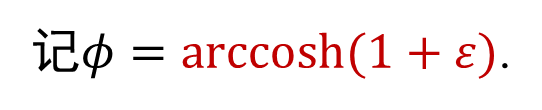 记𝜙 = arccosh(1 + 𝜀).